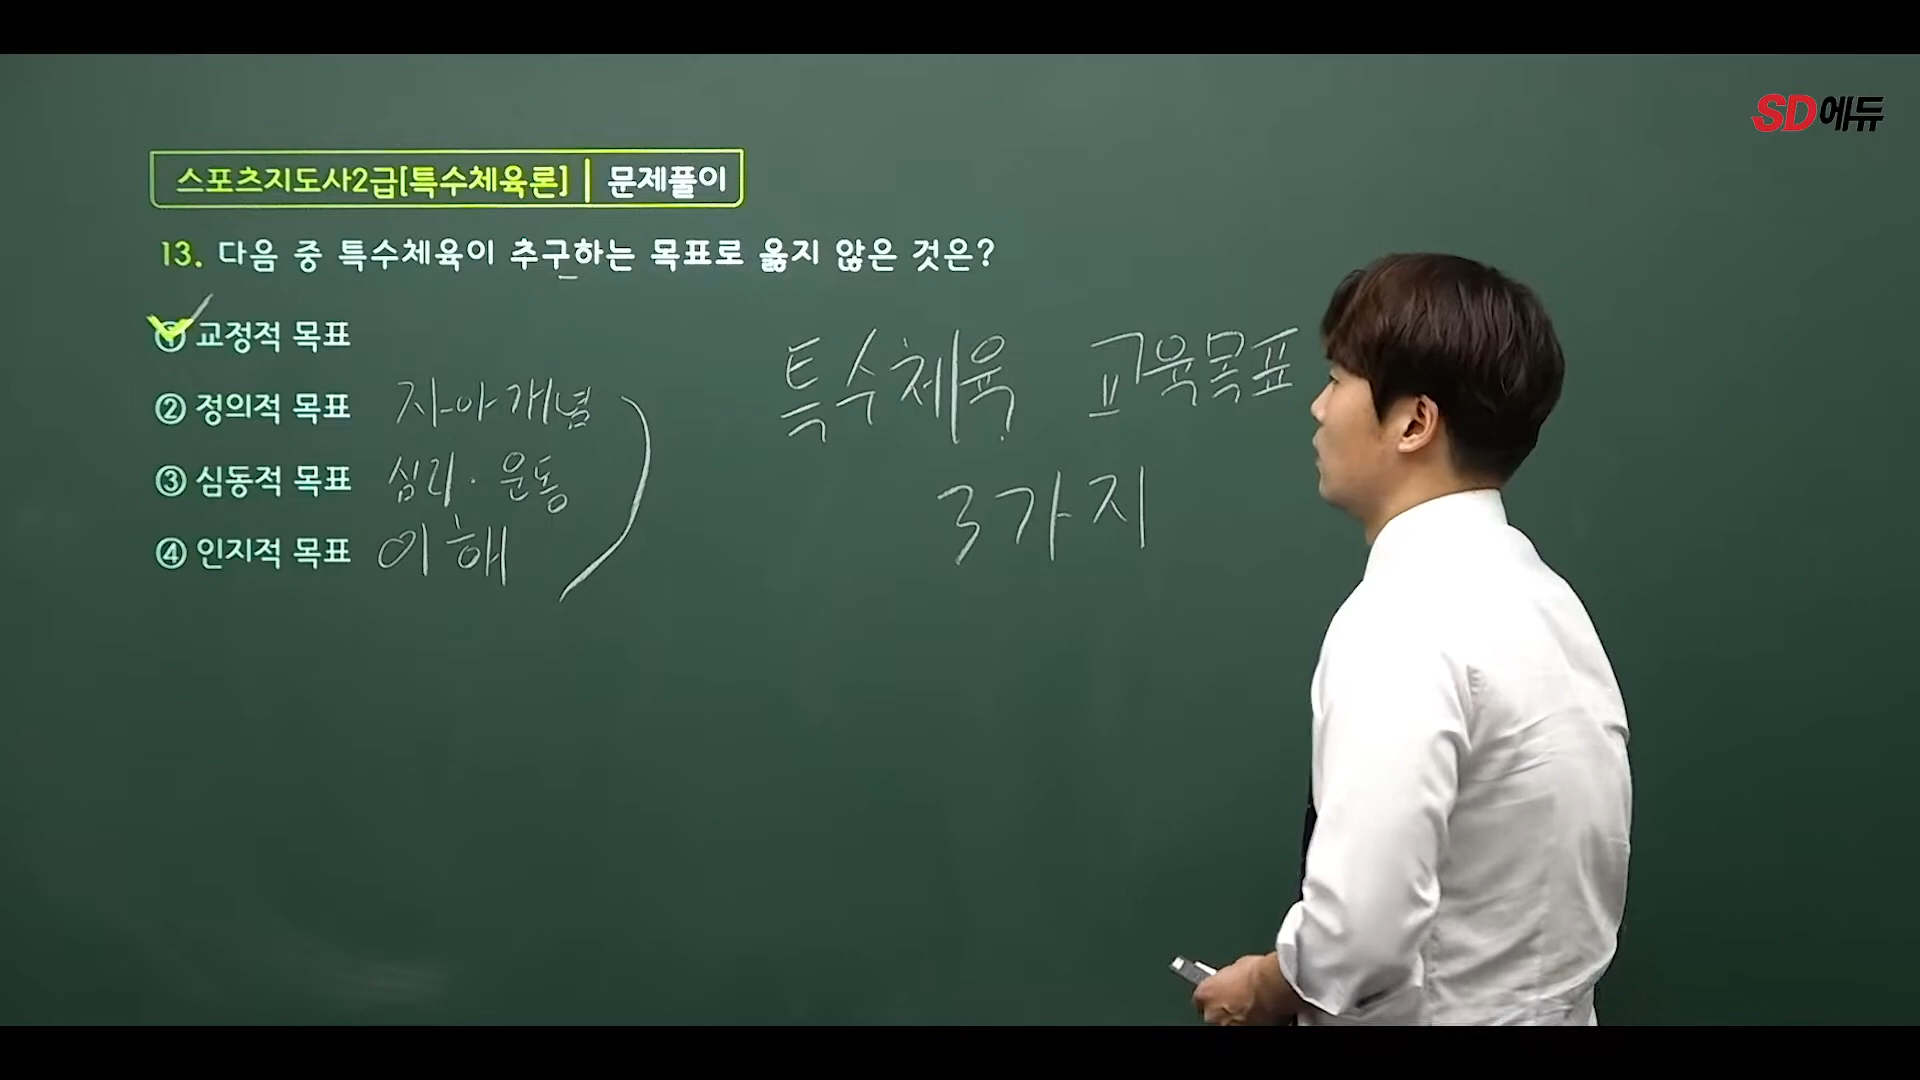 SD에듀
스포츠지도사2급[특수체육론] | 문제풀이
13. 다음 중 특수체육이 추구하는 목표로 옳지 않은 것은?
① 교정적 목표
② 정의적 목표 자아개념
③ 심동적 목표 심리·운동
④ 인지적 목표 이해
특수체육 교육목표
3가지